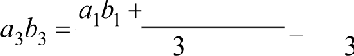 a₃b₃ = a₁b₁ + ――― 3 – 3